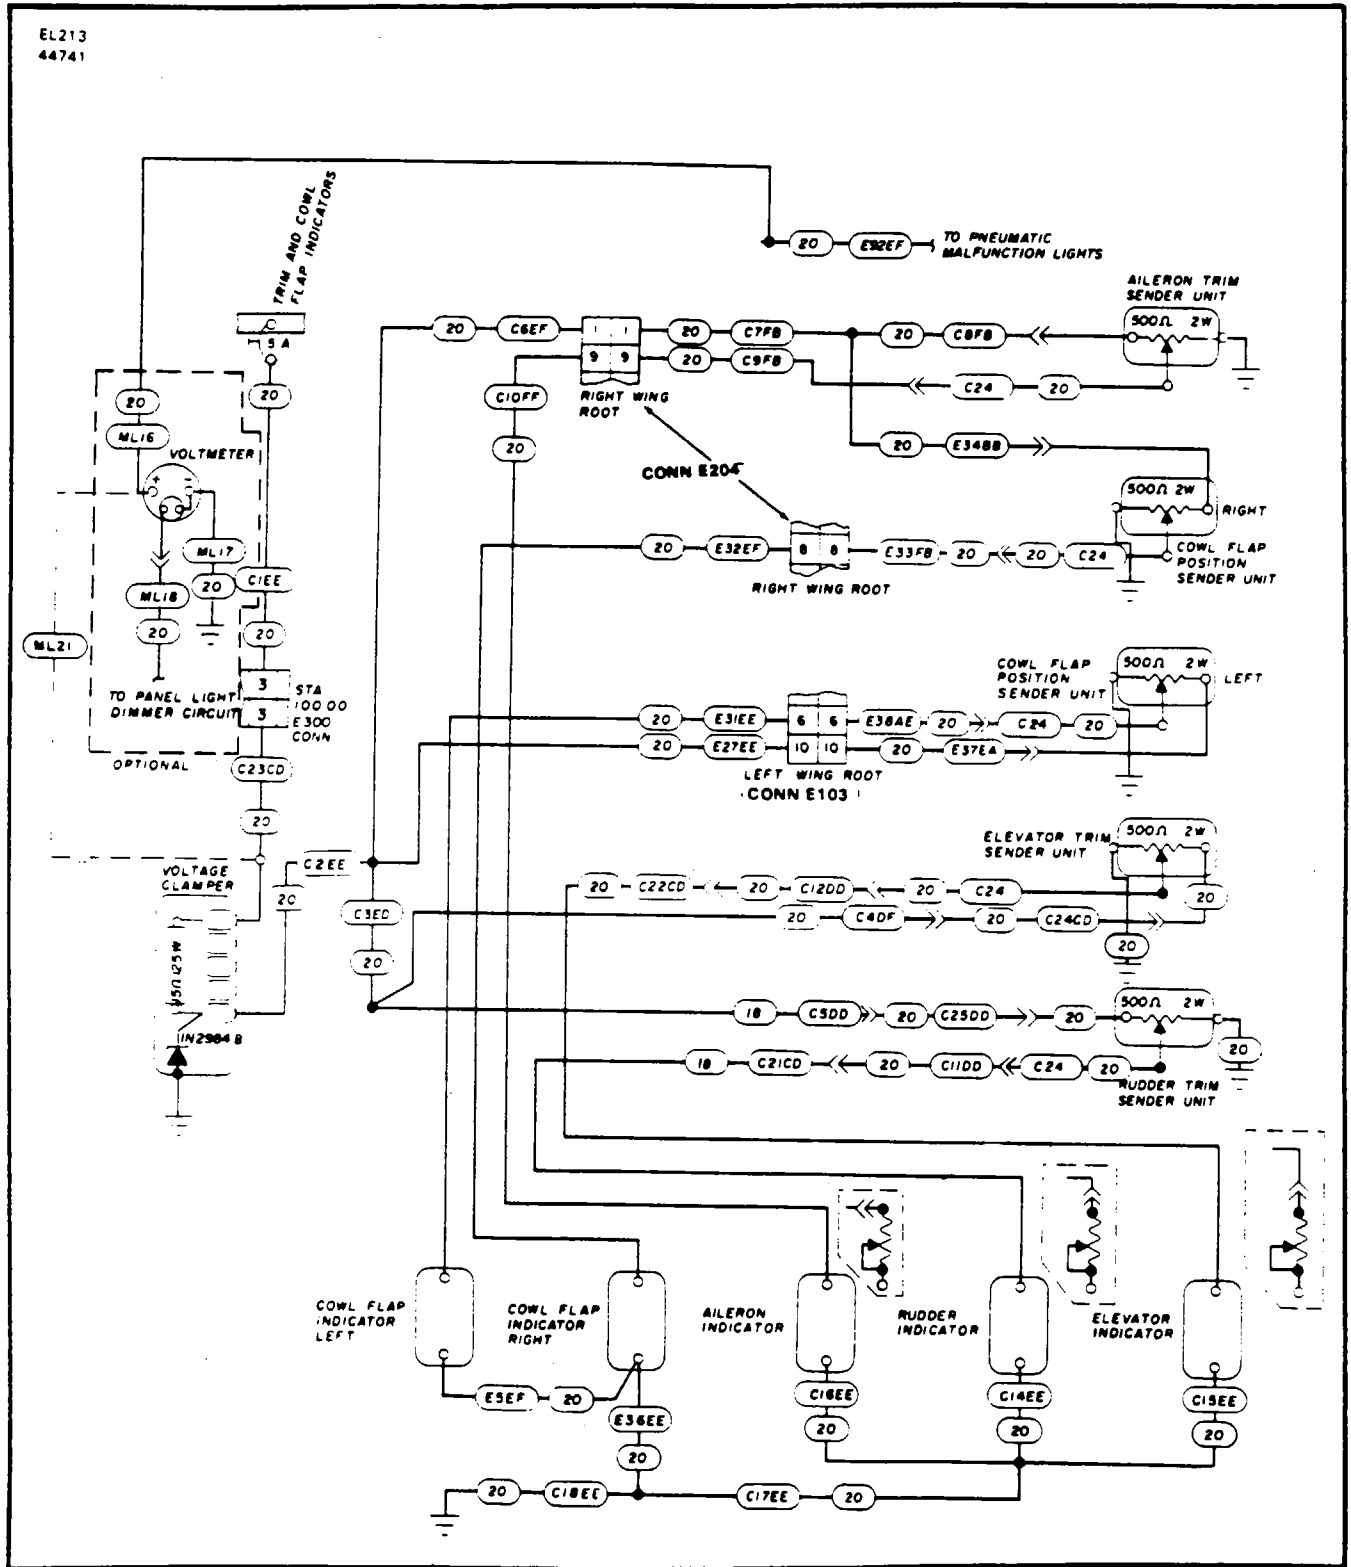 EL213
44741
TRIM AND COWL
FLAP INDICATORS
5 A
20 E92EF TO PNEUMATIC
MALFUNCTION LIGHTS
AILERON TRIM
SENDER UNIT
500Ω 2W
20 C6EF 1 1 20 C7FB 20 C8FB
9 9 20 C9FB C24 20
RIGHT WING
ROOT
C10FF
20
20
ML16
VOLTMETER
+ -
20
20 E34BB
CONN E204
500Ω 2W
RIGHT
COWL FLAP
POSITION
SENDER UNIT
20 E32EF 8 8 E33FB 20 20 C24
RIGHT WING ROOT
ML17
20
C1EE
ML18
20
20
ML21
TO PANEL LIGHT
DIMMER CIRCUIT
3
3
STA
100.00
E300
CONN
OPTIONAL
C23CD
20
COWL FLAP
POSITION
SENDER UNIT
500Ω 2W
LEFT
20 E31EE 6 6 E38AE 20 C24 20
20 E27EE 10 10 20 E37EA
LEFT WING ROOT
CONN E103
ELEVATOR TRIM
SENDER UNIT
500Ω 2W
VOLTAGE
CLAMPER
C2EE
20
20 C22CD 20 C12DD 20 C24
20
C3ED
20 C4DF 20 C24CD
20
20
15Ω 125W
IN2984B
500Ω 2W
18 C5DD 20 C25DD 20
20
18 C21CD 20 C11DD C24 20
RUDDER TRIM
SENDER UNIT
COWL FLAP
INDICATOR
LEFT
COWL FLAP
INDICATOR
RIGHT
AILERON
INDICATOR
RUDDER
INDICATOR
ELEVATOR
INDICATOR
E5EF 20
E36EE
20
C16EE
20
C14EE
20
C15EE
20
20 C18EE C17EE 20